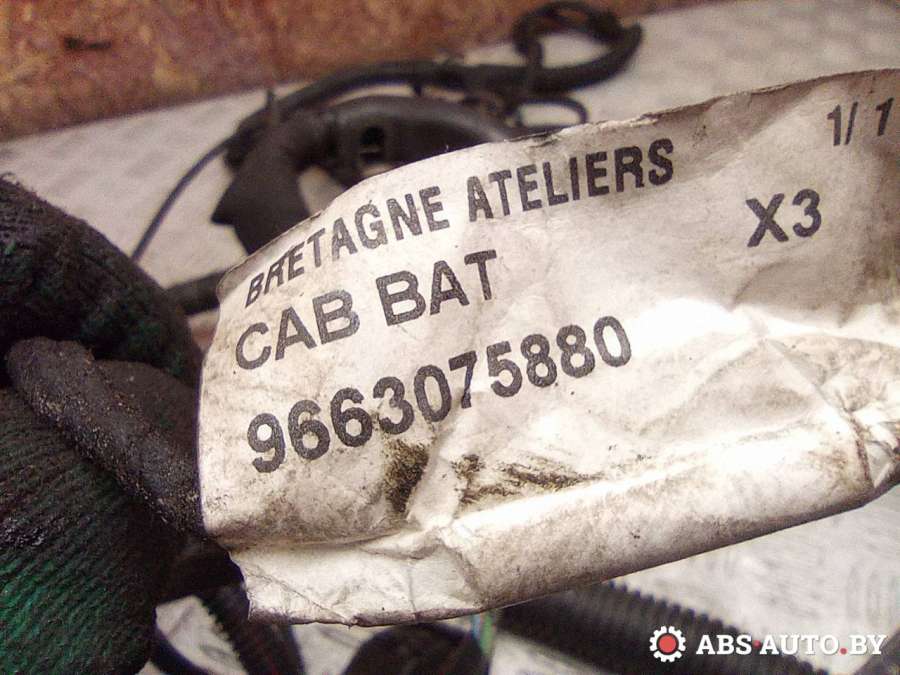 1/1
BRETAGNE ATELIERS
X3
CAB BAT
9663075880
ABS-AUTO.BY